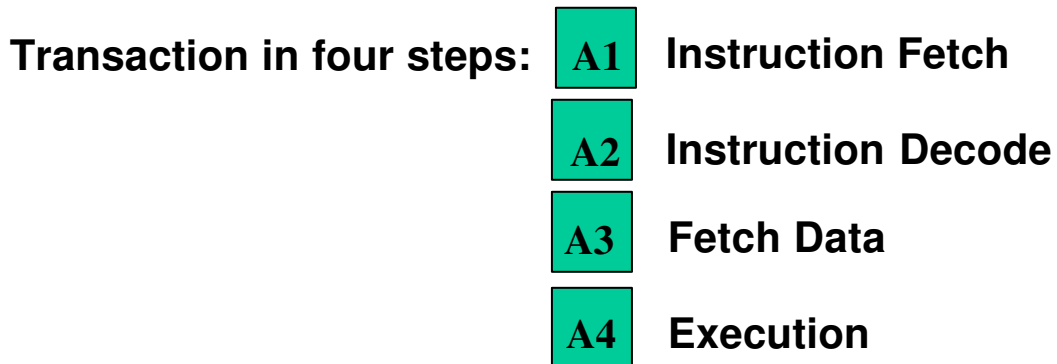 Transaction in four steps: A1 Instruction Fetch
A2 Instruction Decode
A3 Fetch Data
A4 Execution